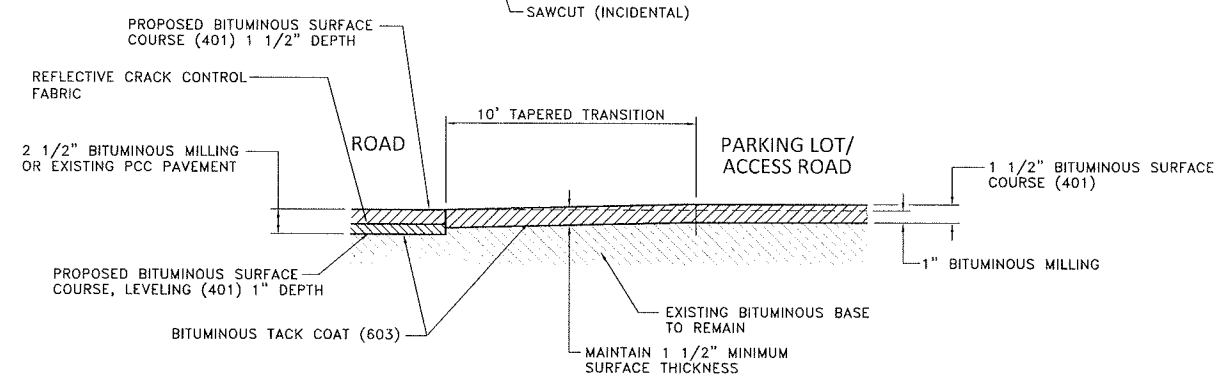 SAWCUT (INCIDENTAL)
PROPOSED BITUMINOUS SURFACE
COURSE (401) 1 1/2" DEPTH
REFLECTIVE CRACK CONTROL
FABRIC
10' TAPERED TRANSITION
ROAD
PARKING LOT/
ACCESS ROAD
2 1/2" BITUMINOUS MILLING
OR EXISTING PCC PAVEMENT
1 1/2" BITUMINOUS SURFACE
COURSE (401)
1" BITUMINOUS MILLING
PROPOSED BITUMINOUS SURFACE
COURSE, LEVELING (401) 1" DEPTH
EXISTING BITUMINOUS BASE
TO REMAIN
BITUMINOUS TACK COAT (603)
MAINTAIN 1 1/2" MINIMUM
SURFACE THICKNESS